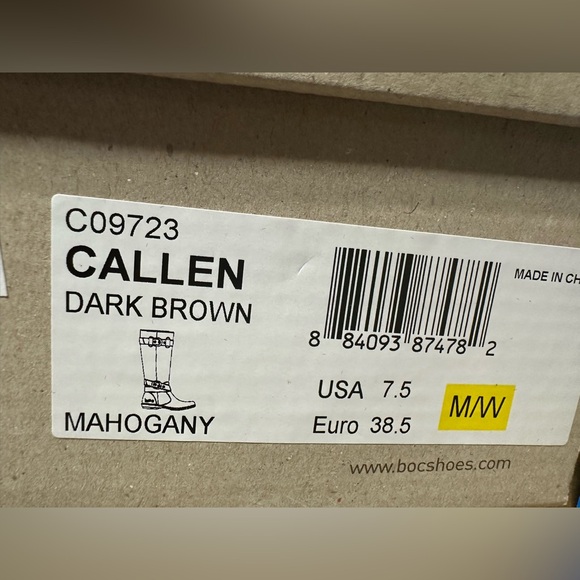 C09723
CALLEN
DARK BROWN
MAHOGANY
8 84093 87478 2
MADE IN CH
USA 7.5
Euro 38.5
M/W
www.bocshoes.com